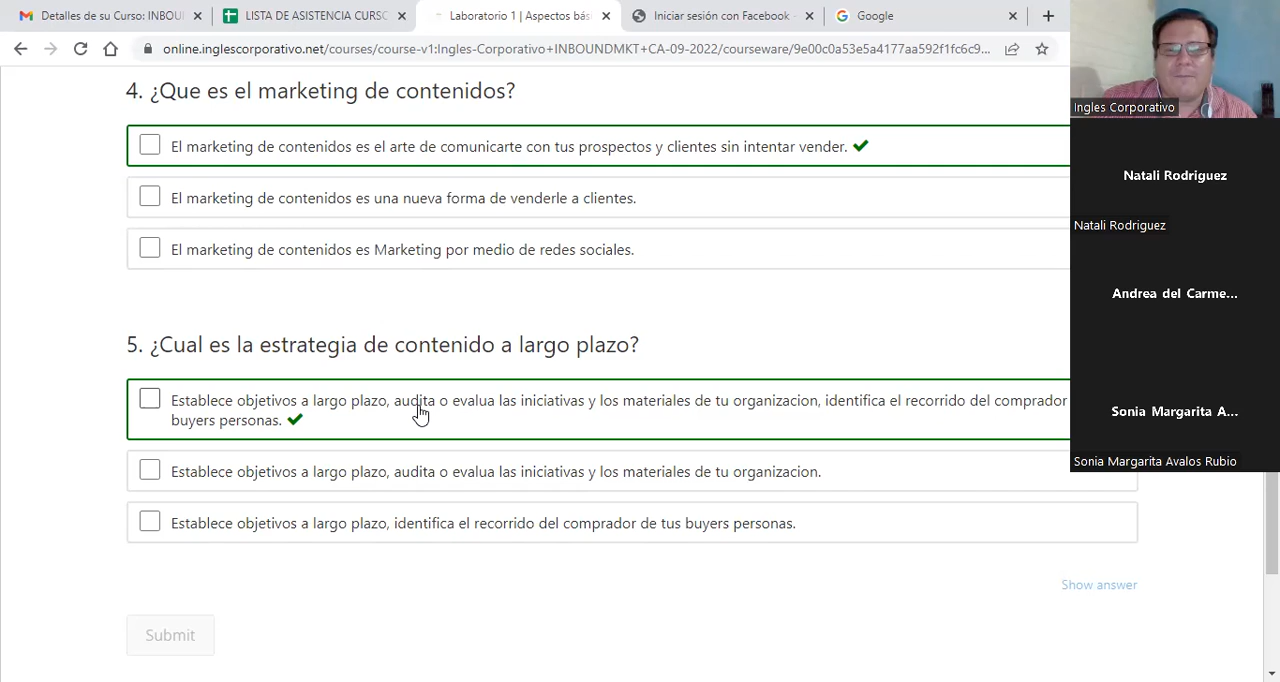 Detalles de su Curso: INBOUN
LISTA DE ASISTENCIA CURSO
Laboratorio 1 | Aspectos bás
Iniciar sesión con Facebook
Google
online.inglescorporativo.net/courses/course-v1:Ingles-Corporativo+INBOUNDMKT+CA-09-2022/courseware/9e00c0a53e5a4177aa592f1fc6c9...
4. ¿Que es el marketing de contenidos?
El marketing de contenidos es el arte de comunicarte con tus prospectos y clientes sin intentar vender.
El marketing de contenidos es una nueva forma de venderle a clientes.
El marketing de contenidos es Marketing por medio de redes sociales.
5. ¿Cual es la estrategia de contenido a largo plazo?
Establece objetivos a largo plazo, audita o evalua las iniciativas y los materiales de tu organizacion, identifica el recorrido del comprador
buyers personas.
Establece objetivos a largo plazo, audita o evalua las iniciativas y los materiales de tu organizacion.
Establece objetivos a largo plazo, identifica el recorrido del comprador de tus buyers personas.
Show answer
Submit
Ingles Corporativo
Natali Rodriguez
Natali Rodriguez
Andrea del Carme...
Sonia Margarita A...
Sonia Margarita Avalos Rubio